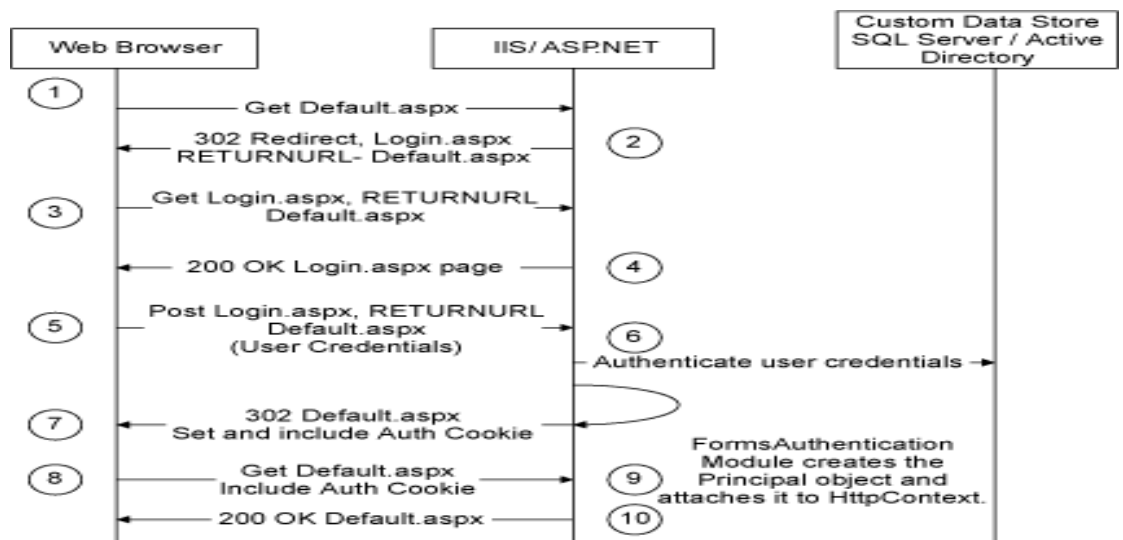 Web Browser
IIS/ASP.NET
Custom Data Store
SQL Server / Active
Directory
1
Get Default.aspx
302 Redirect, Login.aspx
RETURNURL- Default.aspx
2
3
Get Login.aspx, RETURNURL
Default.aspx
200 OK Login.aspx page
4
5
Post Login.aspx, RETURNURL
Default.aspx
(User Credentials)
6
Authenticate user credentials
7
302 Default.aspx
Set and include Auth Cookie
8
Get Default.aspx
Include Auth Cookie
9
FormsAuthentication
Module creates the
Principal object and
attaches it to HttpContext.
200 OK Default.aspx
10